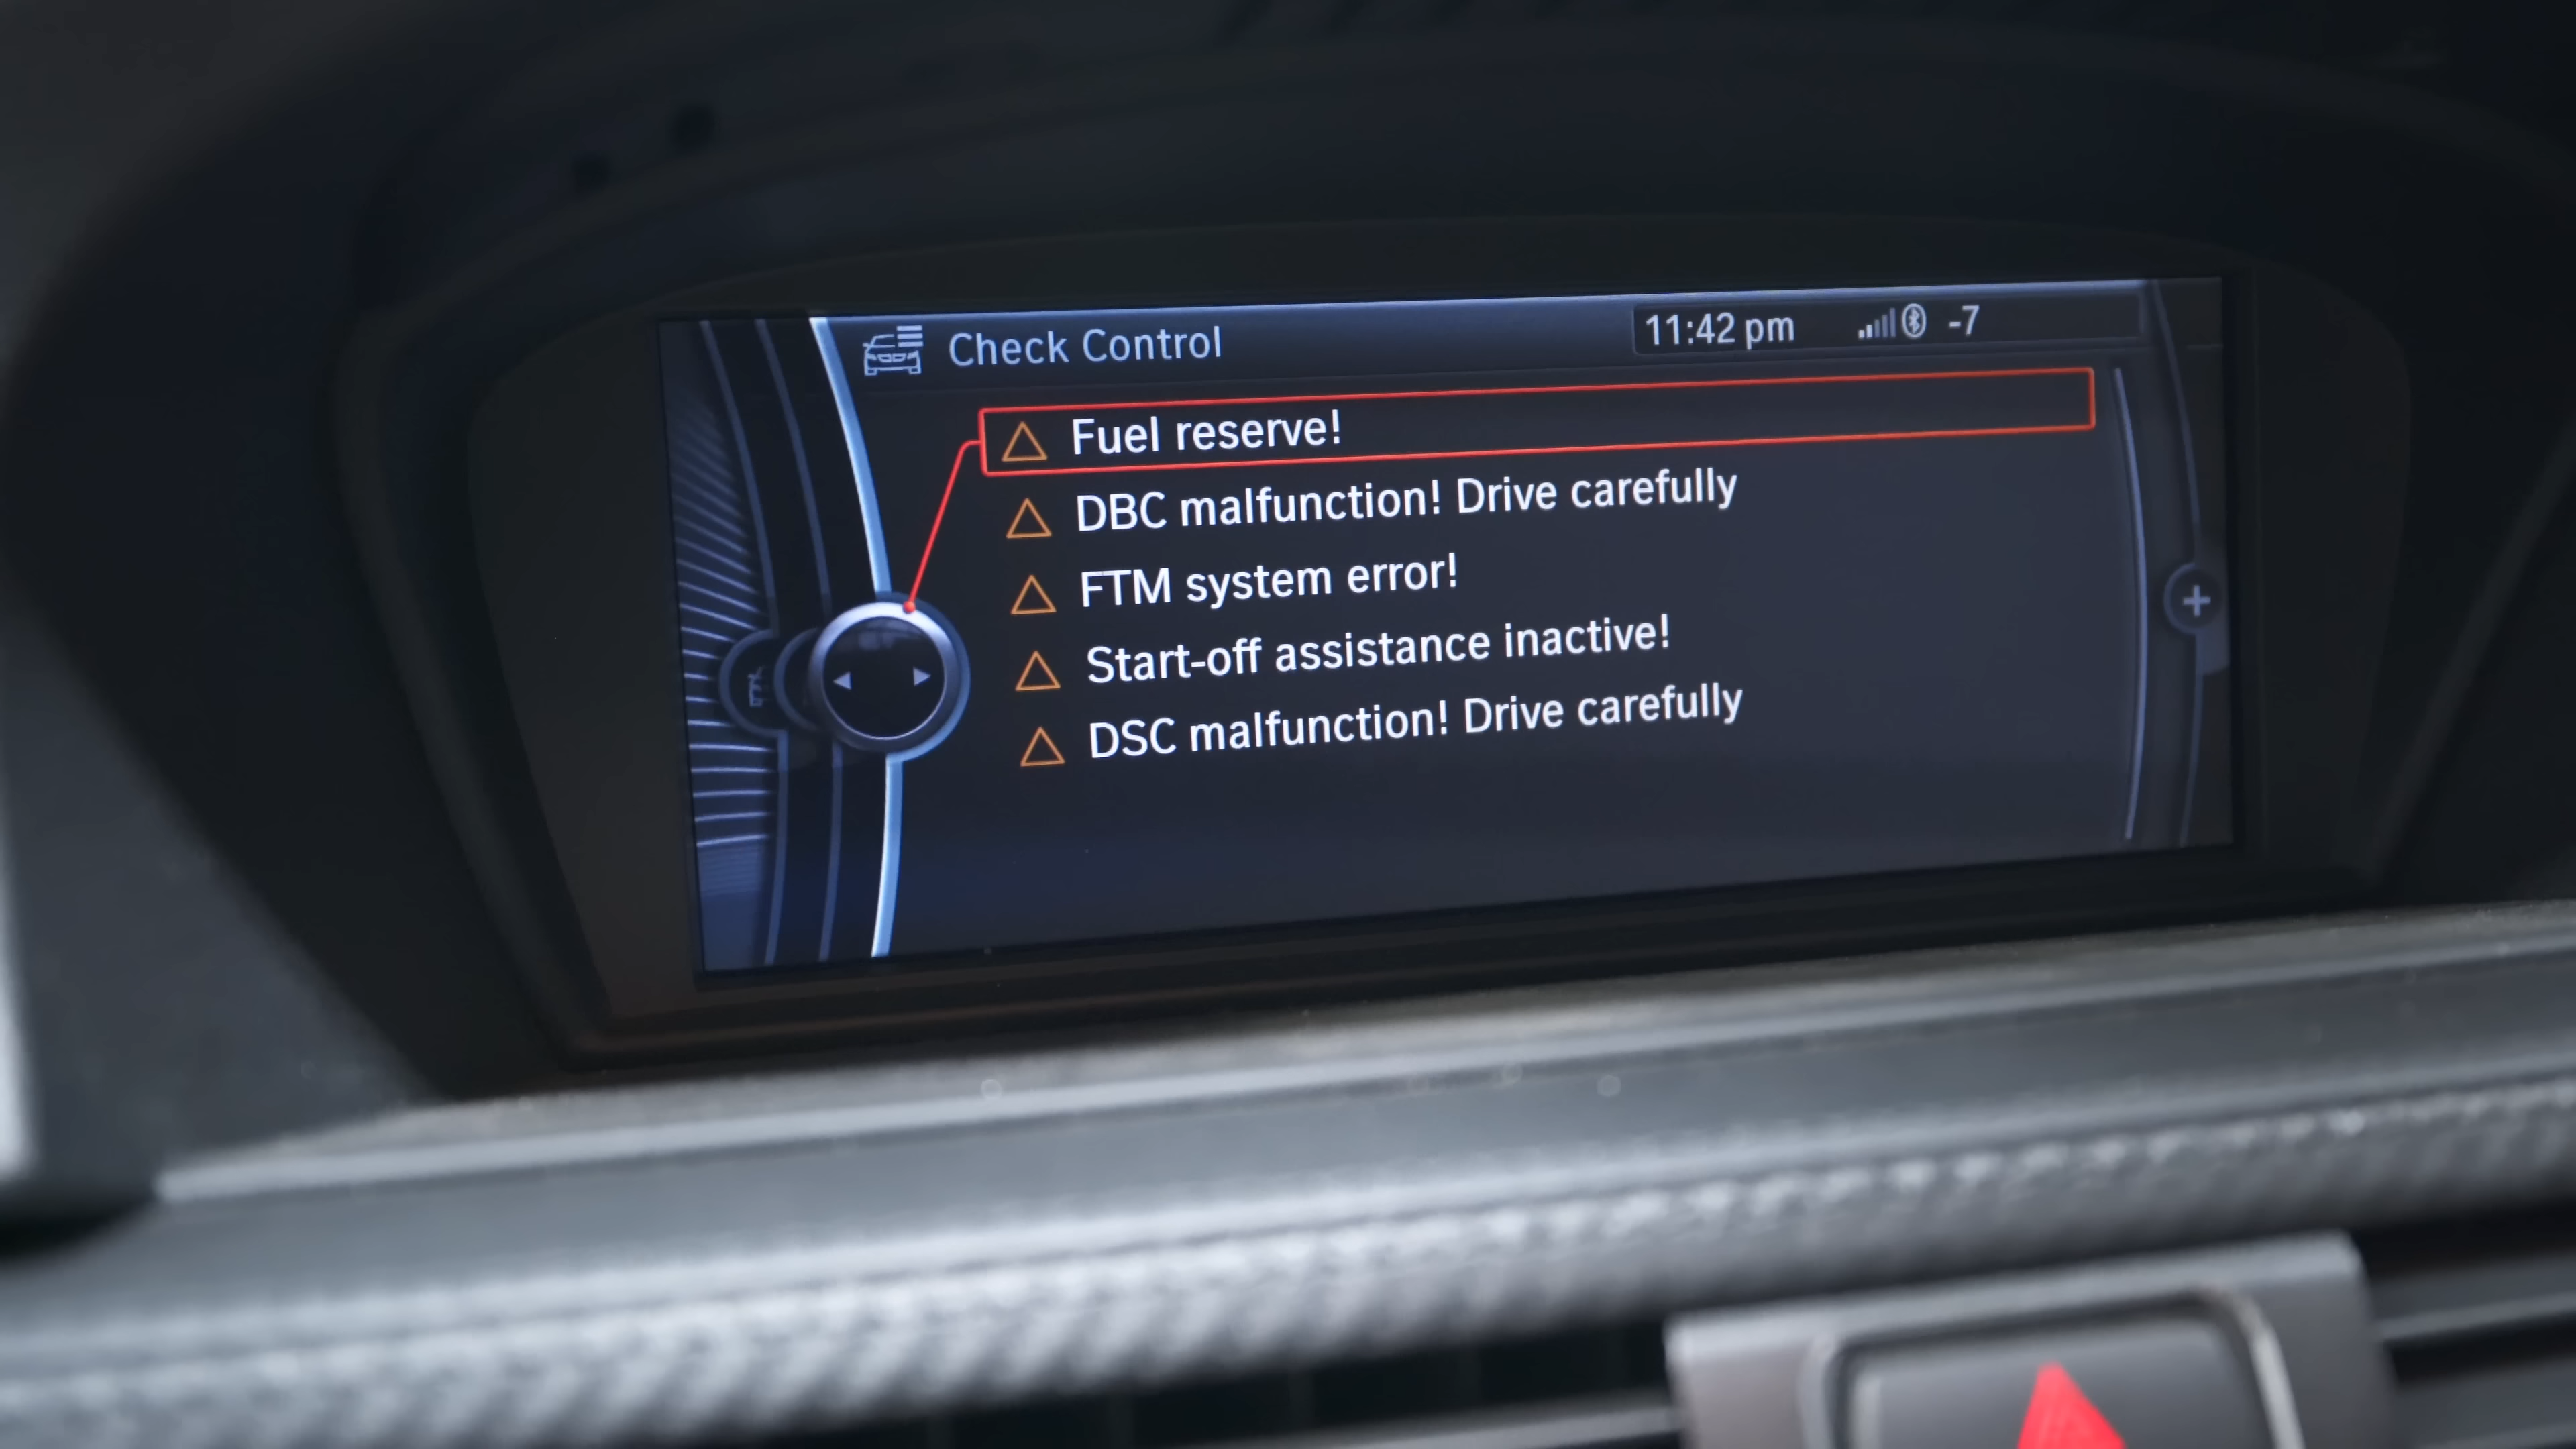 Check Control
11:42 pm -7
Fuel reserve!
DBC malfunction! Drive carefully
FTM system error!
Start-off assistance inactive!
DSC malfunction! Drive carefully